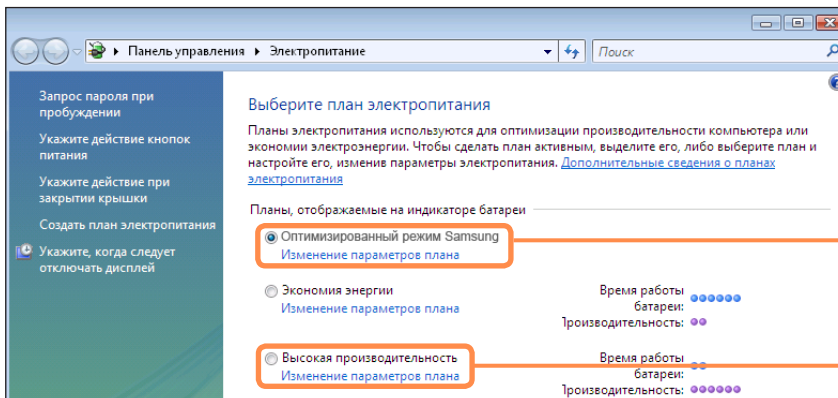 Панель управления ▸ Электропитание
Поиск
Запрос пароля при
пробуждении
Укажите действие кнопок
питания
Укажите действие при
закрытии крышки
Создать план электропитания
Укажите, когда следует
отключать дисплей
Выберите план электропитания
Планы электропитания используются для оптимизации производительности компьютера или
экономии электроэнергии. Чтобы сделать план активным, выделите его, либо выберите план и
настройте его, изменив параметры электропитания. Дополнительные сведения о планах
электропитания
Планы, отображаемые на индикаторе батареи
Оптимизированный режим Samsung
Изменение параметров плана
Экономия энергии
Изменение параметров плана
Время работы
батареи:
Производительность:
Высокая производительность
Изменение параметров плана
Время работы
батареи:
Производительность: